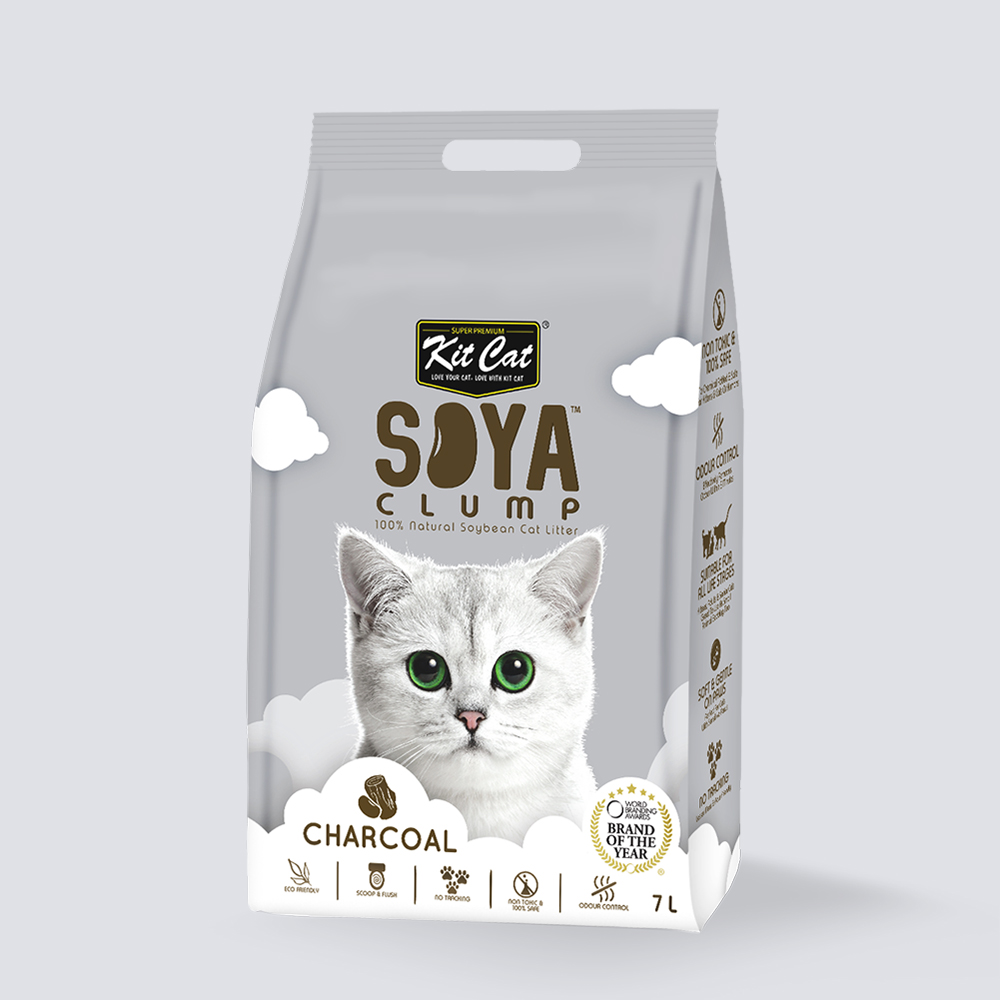 SUPER PREMIUM
Kit Cat®
LOVE YOUR CAT, LOVE WITH KIT CAT
SOYA™
CLUMP
100% Natural Soybean Cat Litter
CHARCOAL
ECO FRIENDLY
SCOOP & FLUSH
NO TRACKING
NON TOXIC &
100% SAFE
ODOUR CONTROL
7 L
WORLD
BRANDING
AWARDS
BRAND
OF THE
YEAR
®
NON TOXIC &
100% SAFE
ODOUR CONTROL
SUITABLE FOR
ALL LIFE STAGES
SOFT & GENTLE
ON PAWS
NO TRACKING